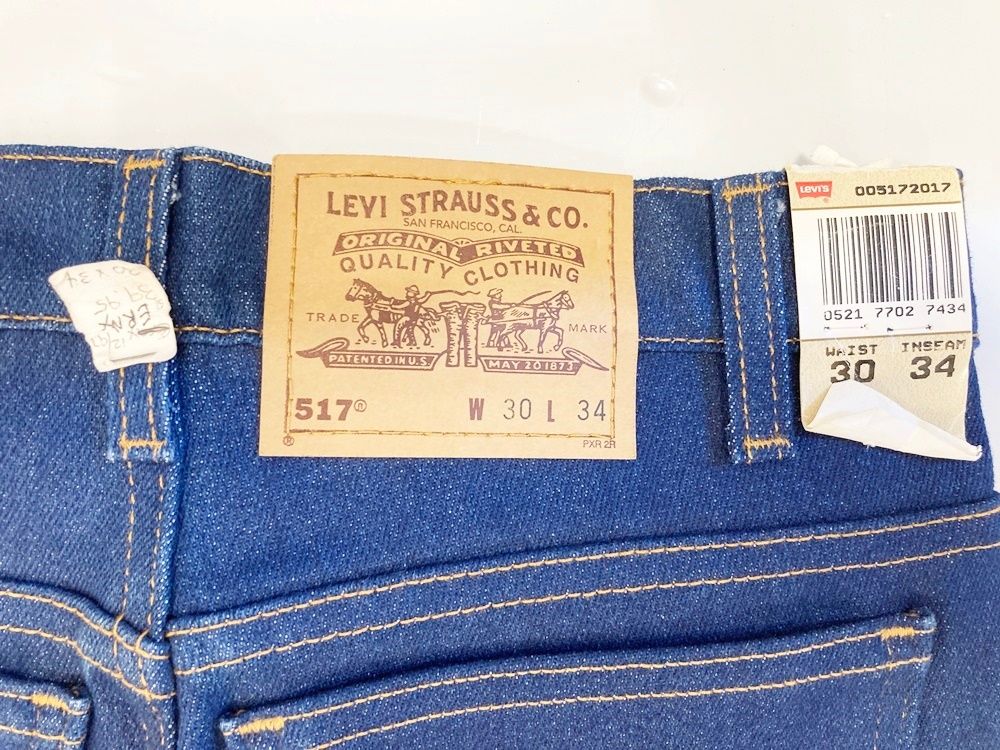 LEVI STRAUSS & CO.
SAN FRANCISCO, CAL.
ORIGINAL RIVETED
QUALITY CLOTHING
TRADE MARK
PATENTED IN U.S. MAY 20 1873
517 W 30 L 34
® PXR 2R
Levi's 005172017
0521 7702 7434
WAIST INSEAM
30 34